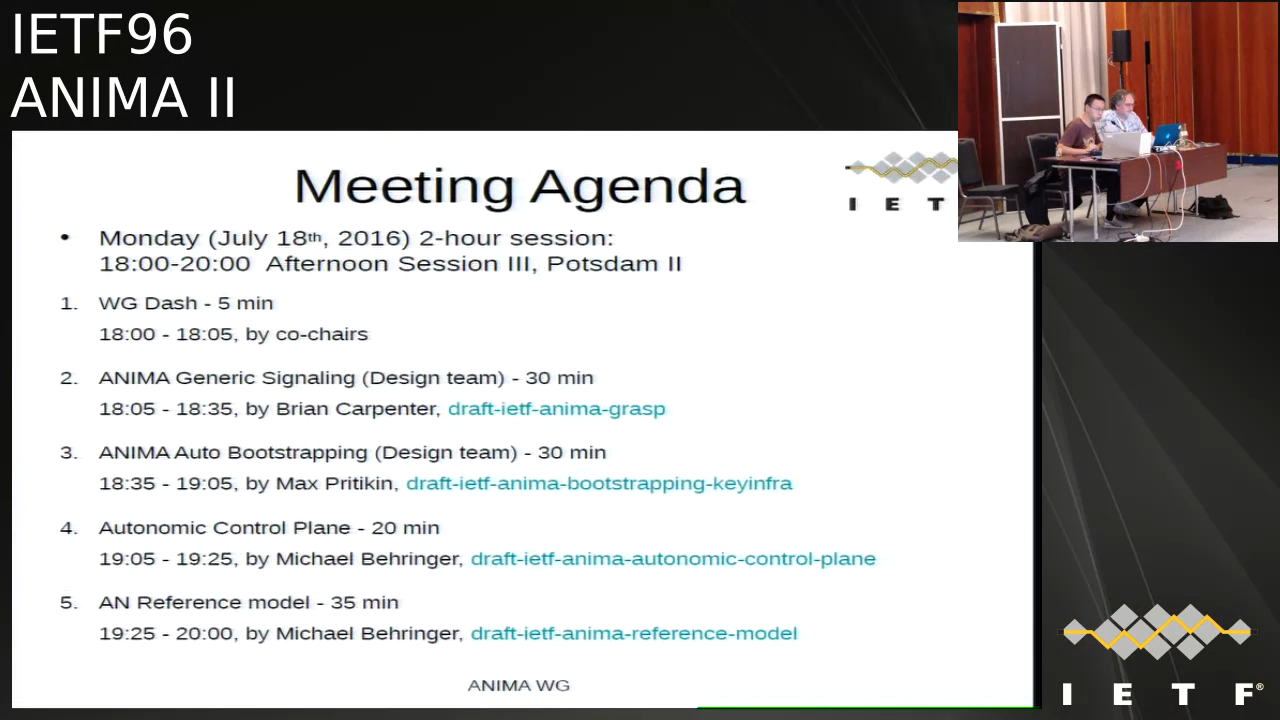 IETF96
ANIMA II
Meeting Agenda
I E T
• Monday (July 18th, 2016) 2-hour session:
18:00-20:00 Afternoon Session III, Potsdam II
1. WG Dash - 5 min
18:00 - 18:05, by co-chairs
2. ANIMA Generic Signaling (Design team) - 30 min
18:05 - 18:35, by Brian Carpenter, draft-ietf-anima-grasp
3. ANIMA Auto Bootstrapping (Design team) - 30 min
18:35 - 19:05, by Max Pritikin, draft-ietf-anima-bootstrapping-keyinfra
4. Autonomic Control Plane - 20 min
19:05 - 19:25, by Michael Behringer, draft-ietf-anima-autonomic-control-plane
5. AN Reference model - 35 min
19:25 - 20:00, by Michael Behringer, draft-ietf-anima-reference-model
ANIMA WG
I E T F®